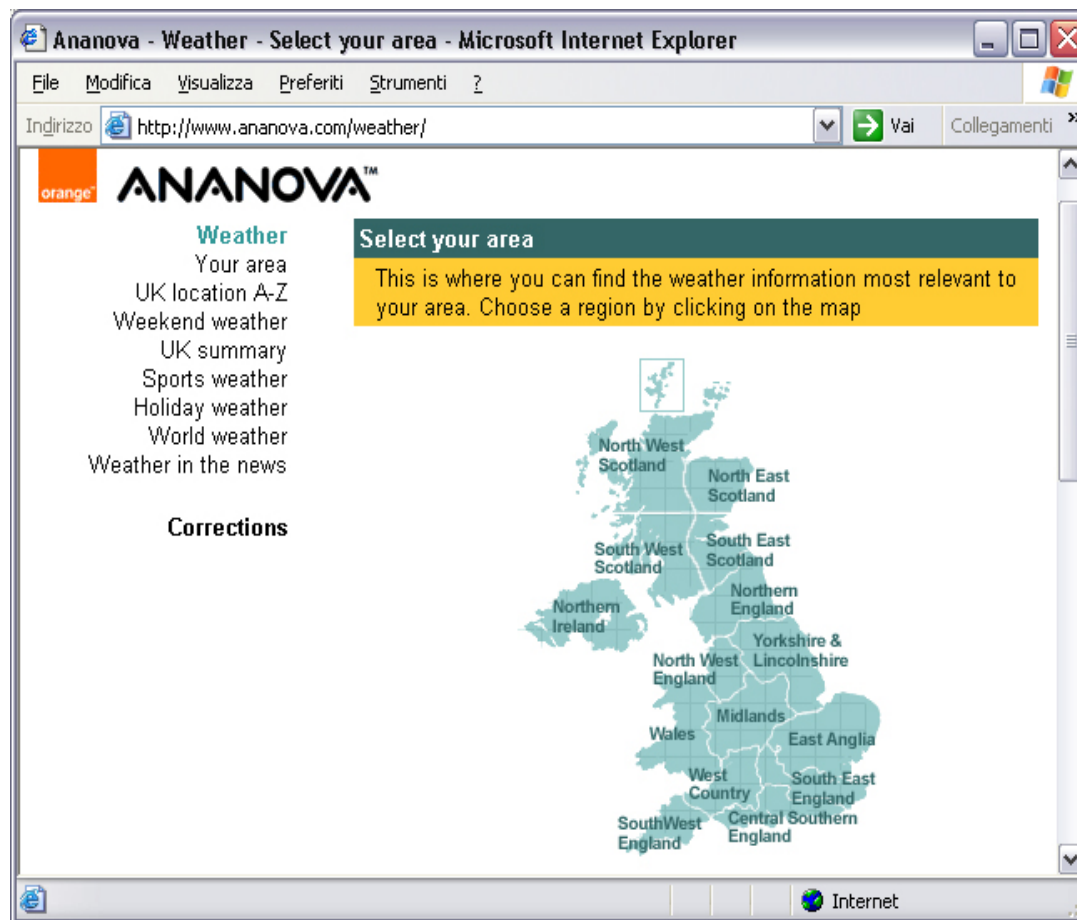 Ananova - Weather - Select your area - Microsoft Internet Explorer
File Modifica Visualizza Preferiti Strumenti ?
Indirizzo http://www.ananova.com/weather/ Vai Collegamenti »
orange™ ANANOVA™
Weather
Your area
UK location A-Z
Weekend weather
UK summary
Sports weather
Holiday weather
World weather
Weather in the news
Corrections
Select your area
This is where you can find the weather information most relevant to
your area. Choose a region by clicking on the map
North West
Scotland
North East
Scotland
South West
Scotland
South East
Scotland
Northern
Ireland
Northern
England
Yorkshire &
Lincolnshire
North West
England
Midlands
Wales
East Anglia
West
Country
South East
England
SouthWest
England
Central Southern
England
Internet